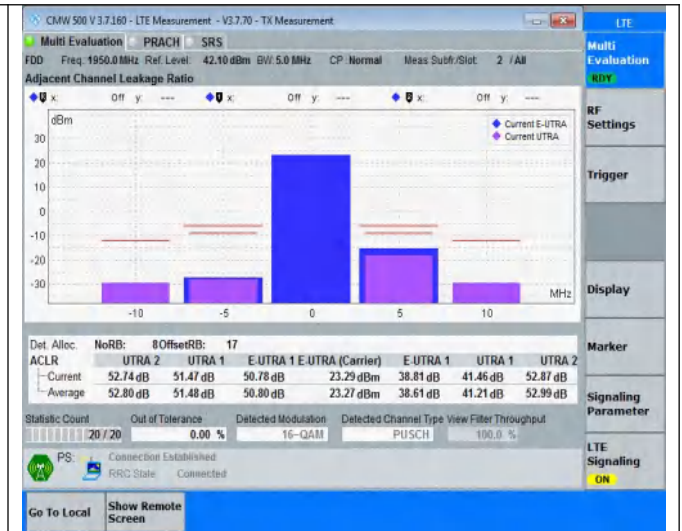 CMW 500 V 3.7.160 - LTE Measurement - V3.7.70 - TX Measurement
LTE
Multi Evaluation PRACH SRS
FDD Freq.: 1950.0 MHz Ref. Level: 42.10 dBm BW: 5.0 MHz CP: Normal Meas Subfr./Slot: 2 / All
Adjacent Channel Leakage Ratio
x: Off y: --- x: Off y: --- x: Off y: ---
dBm
Current E-UTRA
Current UTRA
30
20
10
0
-10
-20
-30
MHz
-10 -5 0 5 10
Det. Alloc. NoRB: 8 OffsetRB: 17
ACLR UTRA 2 UTRA 1 E-UTRA 1 E-UTRA (Carrier) E-UTRA 1 UTRA 1 UTRA 2
Current 52.74 dB 51.47 dB 50.78 dB 23.29 dBm 38.81 dB 41.46 dB 52.87 dB
Average 52.80 dB 51.48 dB 50.80 dB 23.27 dBm 38.61 dB 41.21 dB 52.99 dB
Statistic Count Out of Tolerance Detected Modulation Detected Channel Type View Filter Throughput
20 / 20 0.00 % 16-QAM PUSCH 100.0 %
PS: Connection Established
RRC State Connected
Multi
Evaluation
RDY
RF
Settings
Trigger
Display
Marker
Signaling
Parameter
LTE
Signaling
ON
Go To Local
Show Remote
Screen